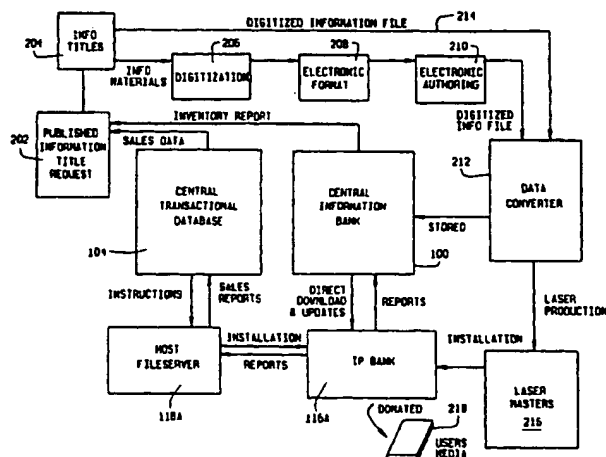 DIGITIZED INFORMATION FILE
214
INFO
TITLES
204
INFO
MATERIALS
206
DIGITIZATION
208
ELECTRONIC
FORMAT
210
ELECTRONIC
AUTHORING
INVENTORY REPORT
SALES DATA
202
PUBLISHED
INFORMATION
TITLE
REQUEST
DIGITIZED
INFO FILE
212
DATA
CONVERTER
CENTRAL
TRANSACTIONAL
DATABASE
104
CENTRAL
INFORMATION
BANK
100
STORED
INSTRUCTIONS
SALES
REPORTS
DIRECT
DOWNLOAD
& UPDATES
REPORTS
LASER
PRODUCTION
HOST
FILESERVER
118A
INSTALLATION
REPORTS
IP BANK
116A
INSTALLATION
LASER
MASTERS
216
DONATED
218
USERS
MEDIA